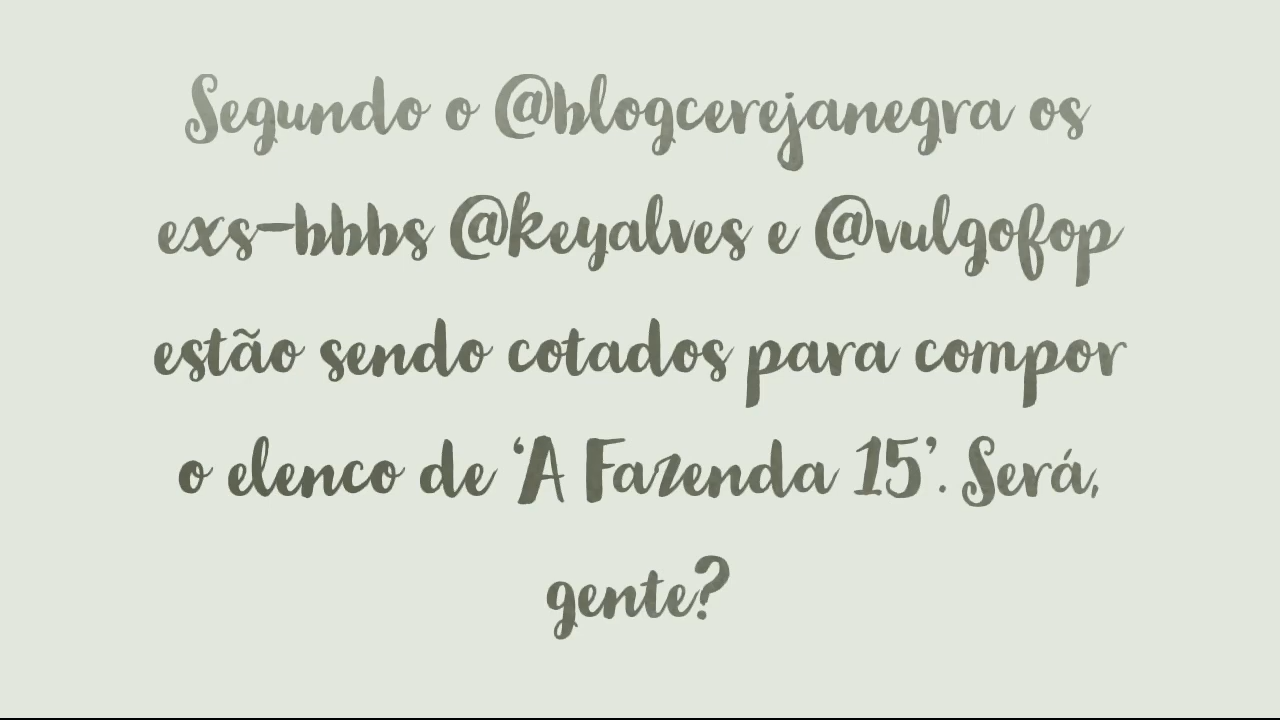 Segundo o @blogcerejanegra os
exs-bbbs @keyalves e @vulgofop
estão sendo cotados para compor
o elenco de ‘A Fazenda 15’. Será,
gente?